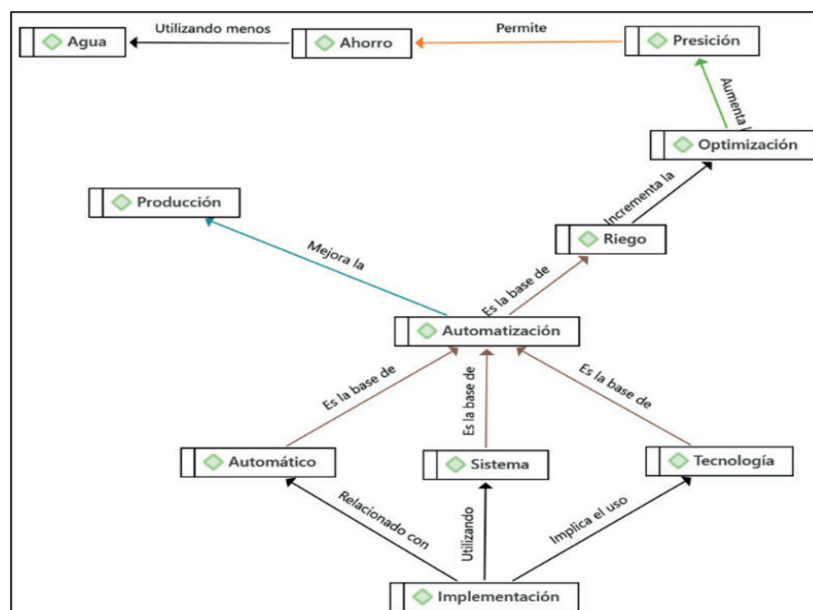 Utilizando menos
Permite
Agua
Ahorro
Presición
Aumenta l
Optimización
Incrementa la
Producción
Riego
Mejora la
Es la base de
Automatización
Es la base de
Es la base de
Es la base de
Automático
Sistema
Tecnología
Relacionado con
Utilizando
Implica el uso
Implementación